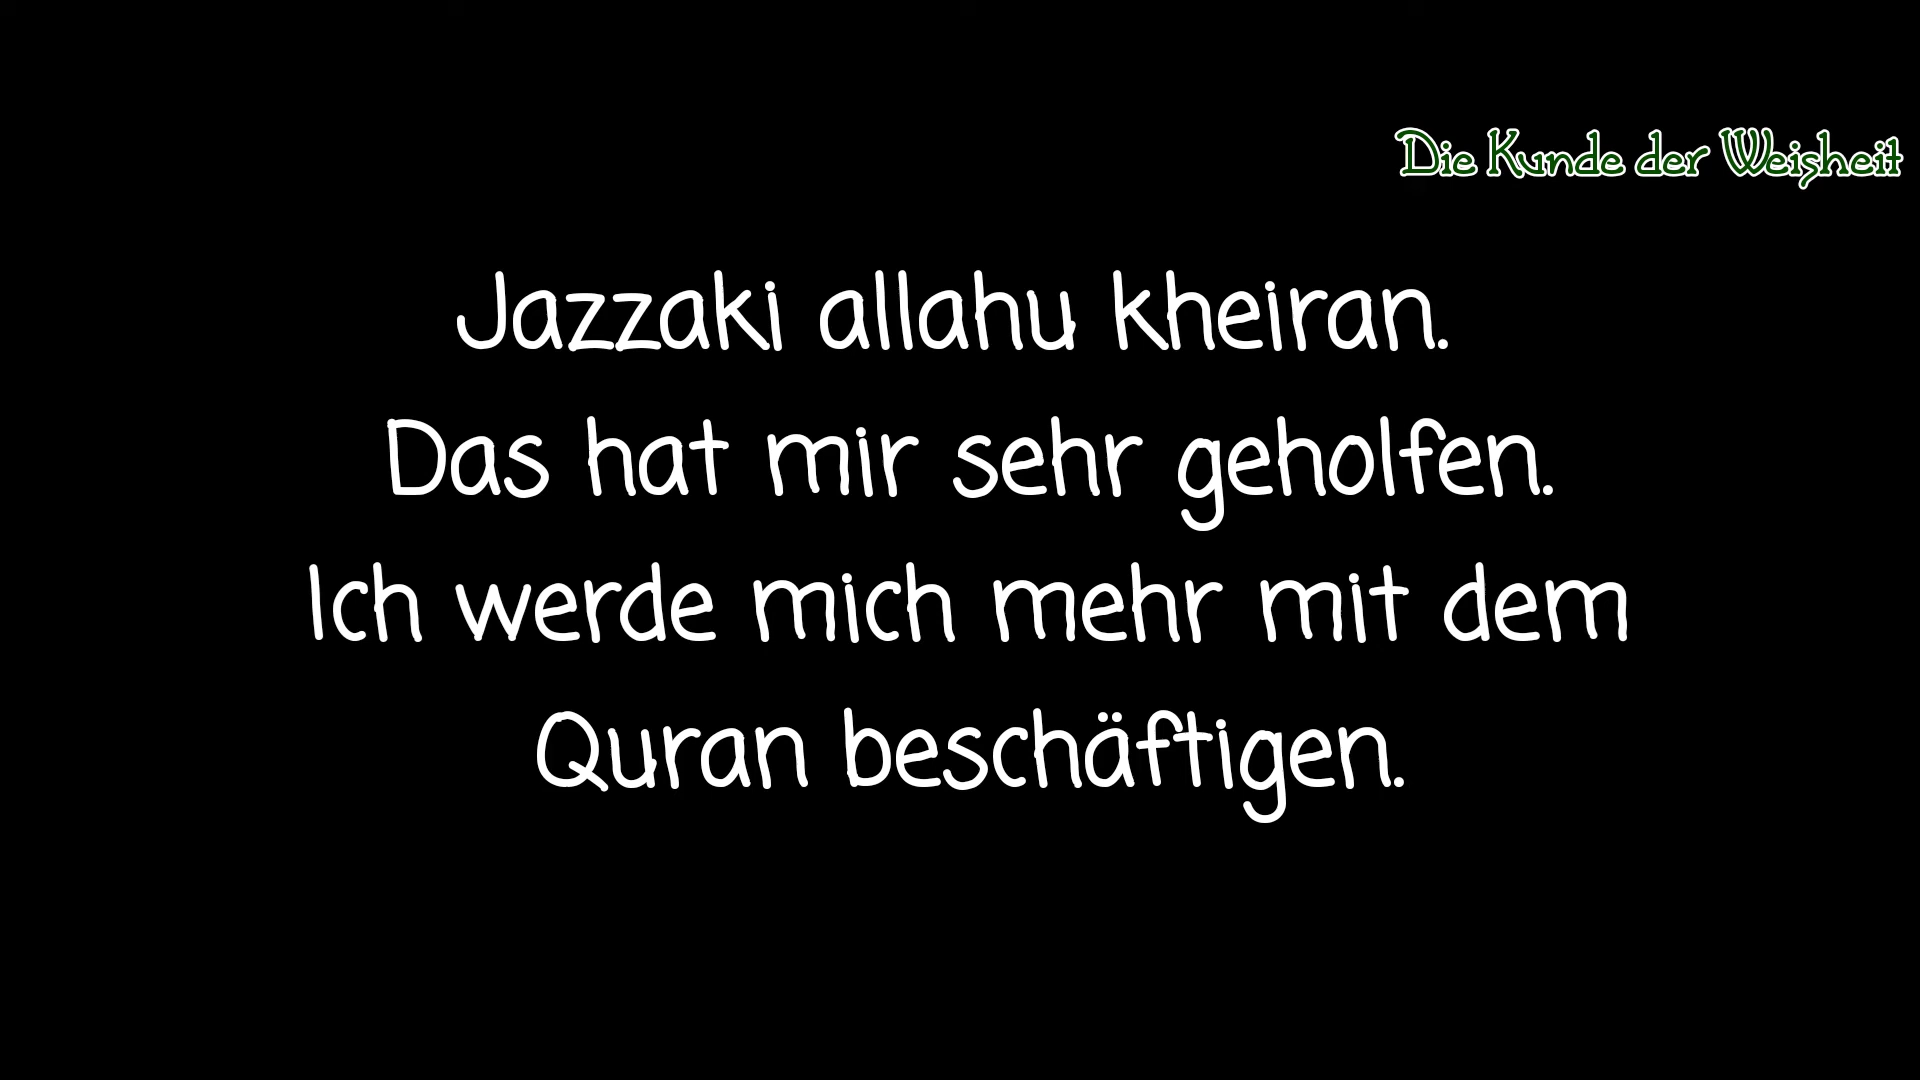 Die Kunde der Weisheit
Jazzaki allahu kheiran.
Das hat mir sehr geholfen.
Ich werde mich mehr mit dem
Quran beschäftigen.